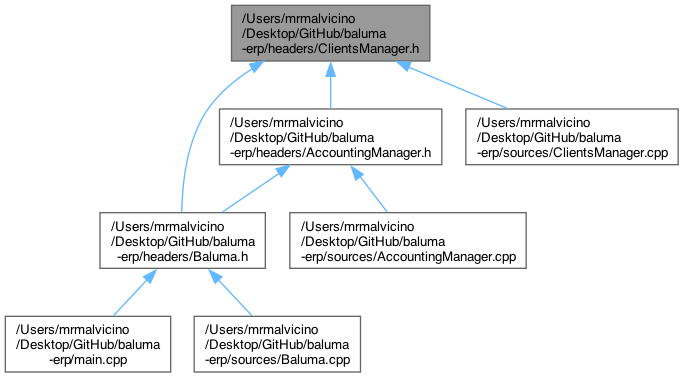 /Users/mrmalvicino
/Desktop/GitHub/baluma
-erp/headers/ClientsManager.h
/Users/mrmalvicino
/Desktop/GitHub/baluma
-erp/headers/AccountingManager.h
/Users/mrmalvicino
/Desktop/GitHub/baluma
-erp/sources/ClientsManager.cpp
/Users/mrmalvicino
/Desktop/GitHub/baluma
-erp/headers/Baluma.h
/Users/mrmalvicino
/Desktop/GitHub/baluma
-erp/sources/AccountingManager.cpp
/Users/mrmalvicino
/Desktop/GitHub/baluma
-erp/main.cpp
/Users/mrmalvicino
/Desktop/GitHub/baluma
-erp/sources/Baluma.cpp